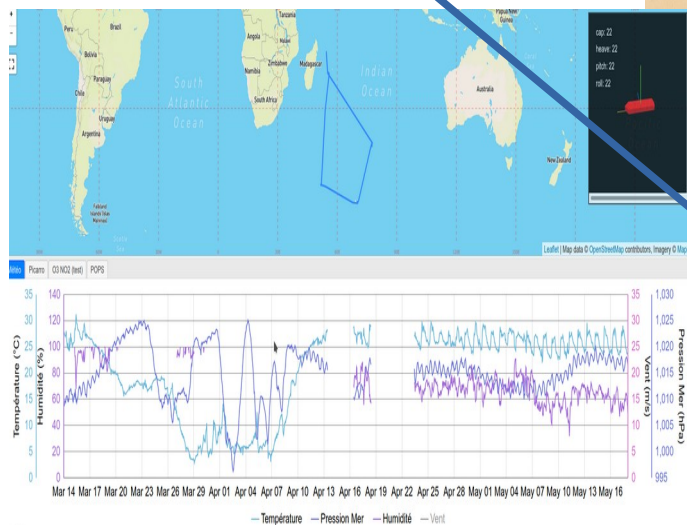 +
-
Peru
Brazil
Bolivia
Paraguay
Chile
Uruguay
Argentina
Falkland
Islands Islas
Malvinas
South
Atlantic
Ocean
Tanzania
Angola
Malawi
Zimbabwe
Namibia
Madagascar
South Africa
Indian
Ocean
Papua New
Guinea
Australia
New Zealand
cap: 22
heave: 22
pitch: 22
roll: 22
Leaflet | Map data © OpenStreetMap contributors, Imagery © Map
Météo Picarro O3 NO2 (test) POPS
35 140 35 1,030
30 120 30 1,025
25 100 25 1,020
20 80 20 1,015
15 60 15 1,010
10 40 10 1,005
5 20 5 1,000
0 0 0 995
Température (°C)
Humidité (%)
Vent (m/s)
Pression Mer (hPa)
Mar 14 Mar 17 Mar 20 Mar 23 Mar 26 Mar 29 Apr 01 Apr 04 Apr 07 Apr 10 Apr 13 Apr 16 Apr 19 Apr 22 Apr 25 Apr 28 May 01 May 04 May 07 May 10 May 13 May 16
Température Pression Mer Humidité Vent